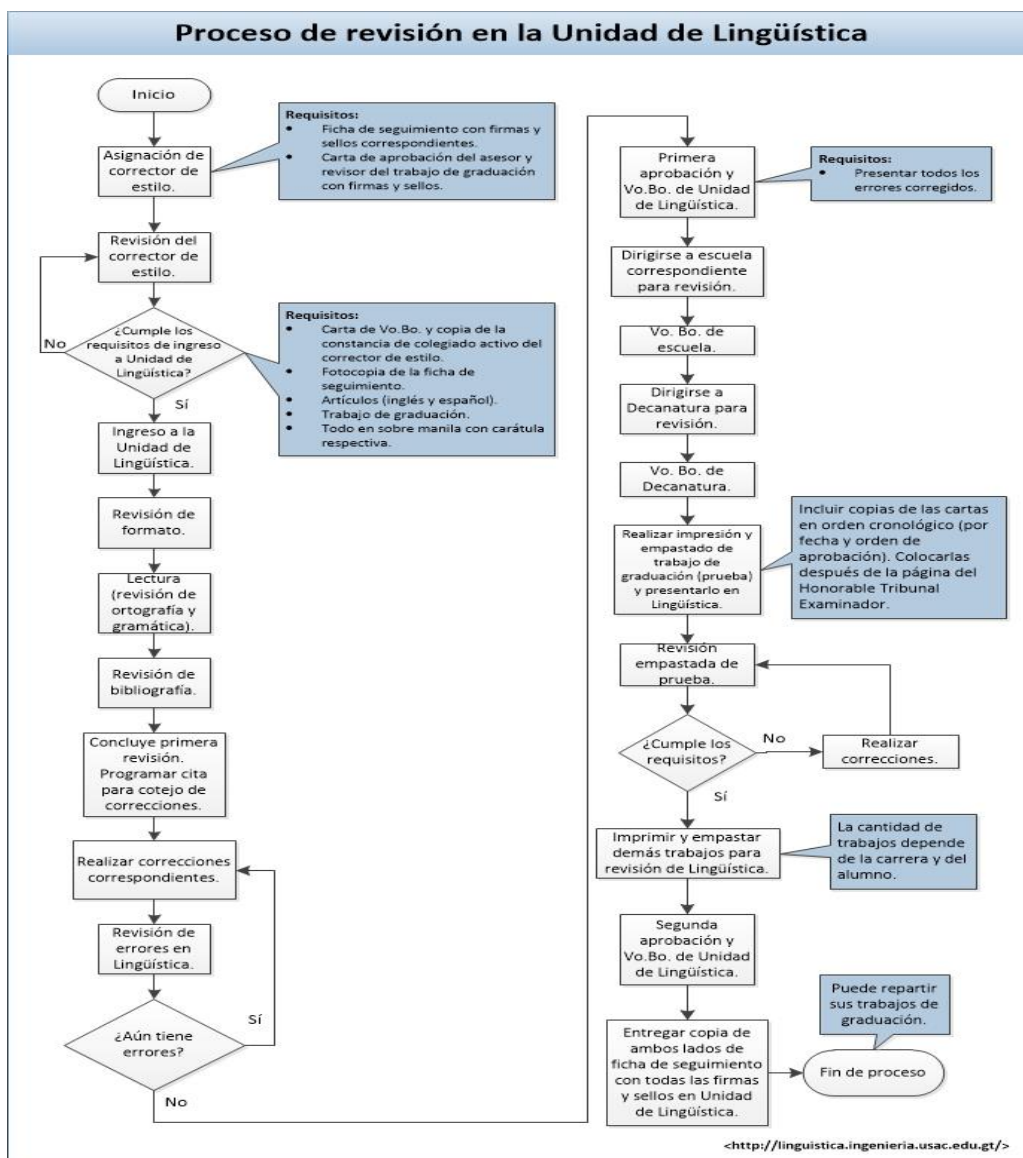 Proceso de revisión en la Unidad de Lingüística
Inicio
Asignación de
corrector de
estilo.
Requisitos:
• Ficha de seguimiento con firmas y
sellos correspondientes.
• Carta de aprobación del asesor y
revisor del trabajo de graduación
con firmas y sellos.
Revisión del
corrector de
estilo.
¿Cumple los
requisitos de ingreso
a Unidad de
Lingüística?
No
Sí
Requisitos:
• Carta de Vo.Bo. y copia de la
constancia de colegiado activo del
corrector de estilo.
• Fotocopia de la ficha de
seguimiento.
• Artículos (inglés y español).
• Trabajo de graduación.
• Todo en sobre manila con carátula
respectiva.
Ingreso a la
Unidad de
Lingüística.
Revisión de
formato.
Lectura
(revisión de
ortografía y
gramática).
Revisión de
bibliografía.
Concluye primera
revisión.
Programar cita
para cotejo de
correcciones.
Realizar correcciones
correspondientes.
Revisión de
errores en
Lingüística.
¿Aún tiene
errores?
Sí
No
Primera
aprobación y
Vo.Bo. de Unidad
de Lingüística.
Requisitos:
• Presentar todos los
errores corregidos.
Dirigirse a escuela
correspondiente
para revisión.
Vo. Bo. de
escuela.
Dirigirse a
Decanatura para
revisión.
Vo. Bo. de
Decanatura.
Realizar impresión y
empastado de
trabajo de
graduación (prueba)
y presentarlo en
Lingüística.
Incluir copias de las cartas
en orden cronológico (por
fecha y orden de
aprobación). Colocarlas
después de la página del
Honorable Tribunal
Examinador.
Revisión
empastada de
prueba.
¿Cumple los
requisitos?
No
Realizar
correcciones.
Sí
Imprimir y empastar
demás trabajos para
revisión de Lingüística.
La cantidad de
trabajos depende
de la carrera y del
alumno.
Segunda
aprobación y
Vo.Bo. de Unidad
de Lingüística.
Entregar copia de
ambos lados de
ficha de seguimiento
con todas las firmas
y sellos en Unidad
de Lingüística.
Puede repartir
sus trabajos de
graduación.
Fin de proceso
<http://linguistica.ingenieria.usac.edu.gt/>